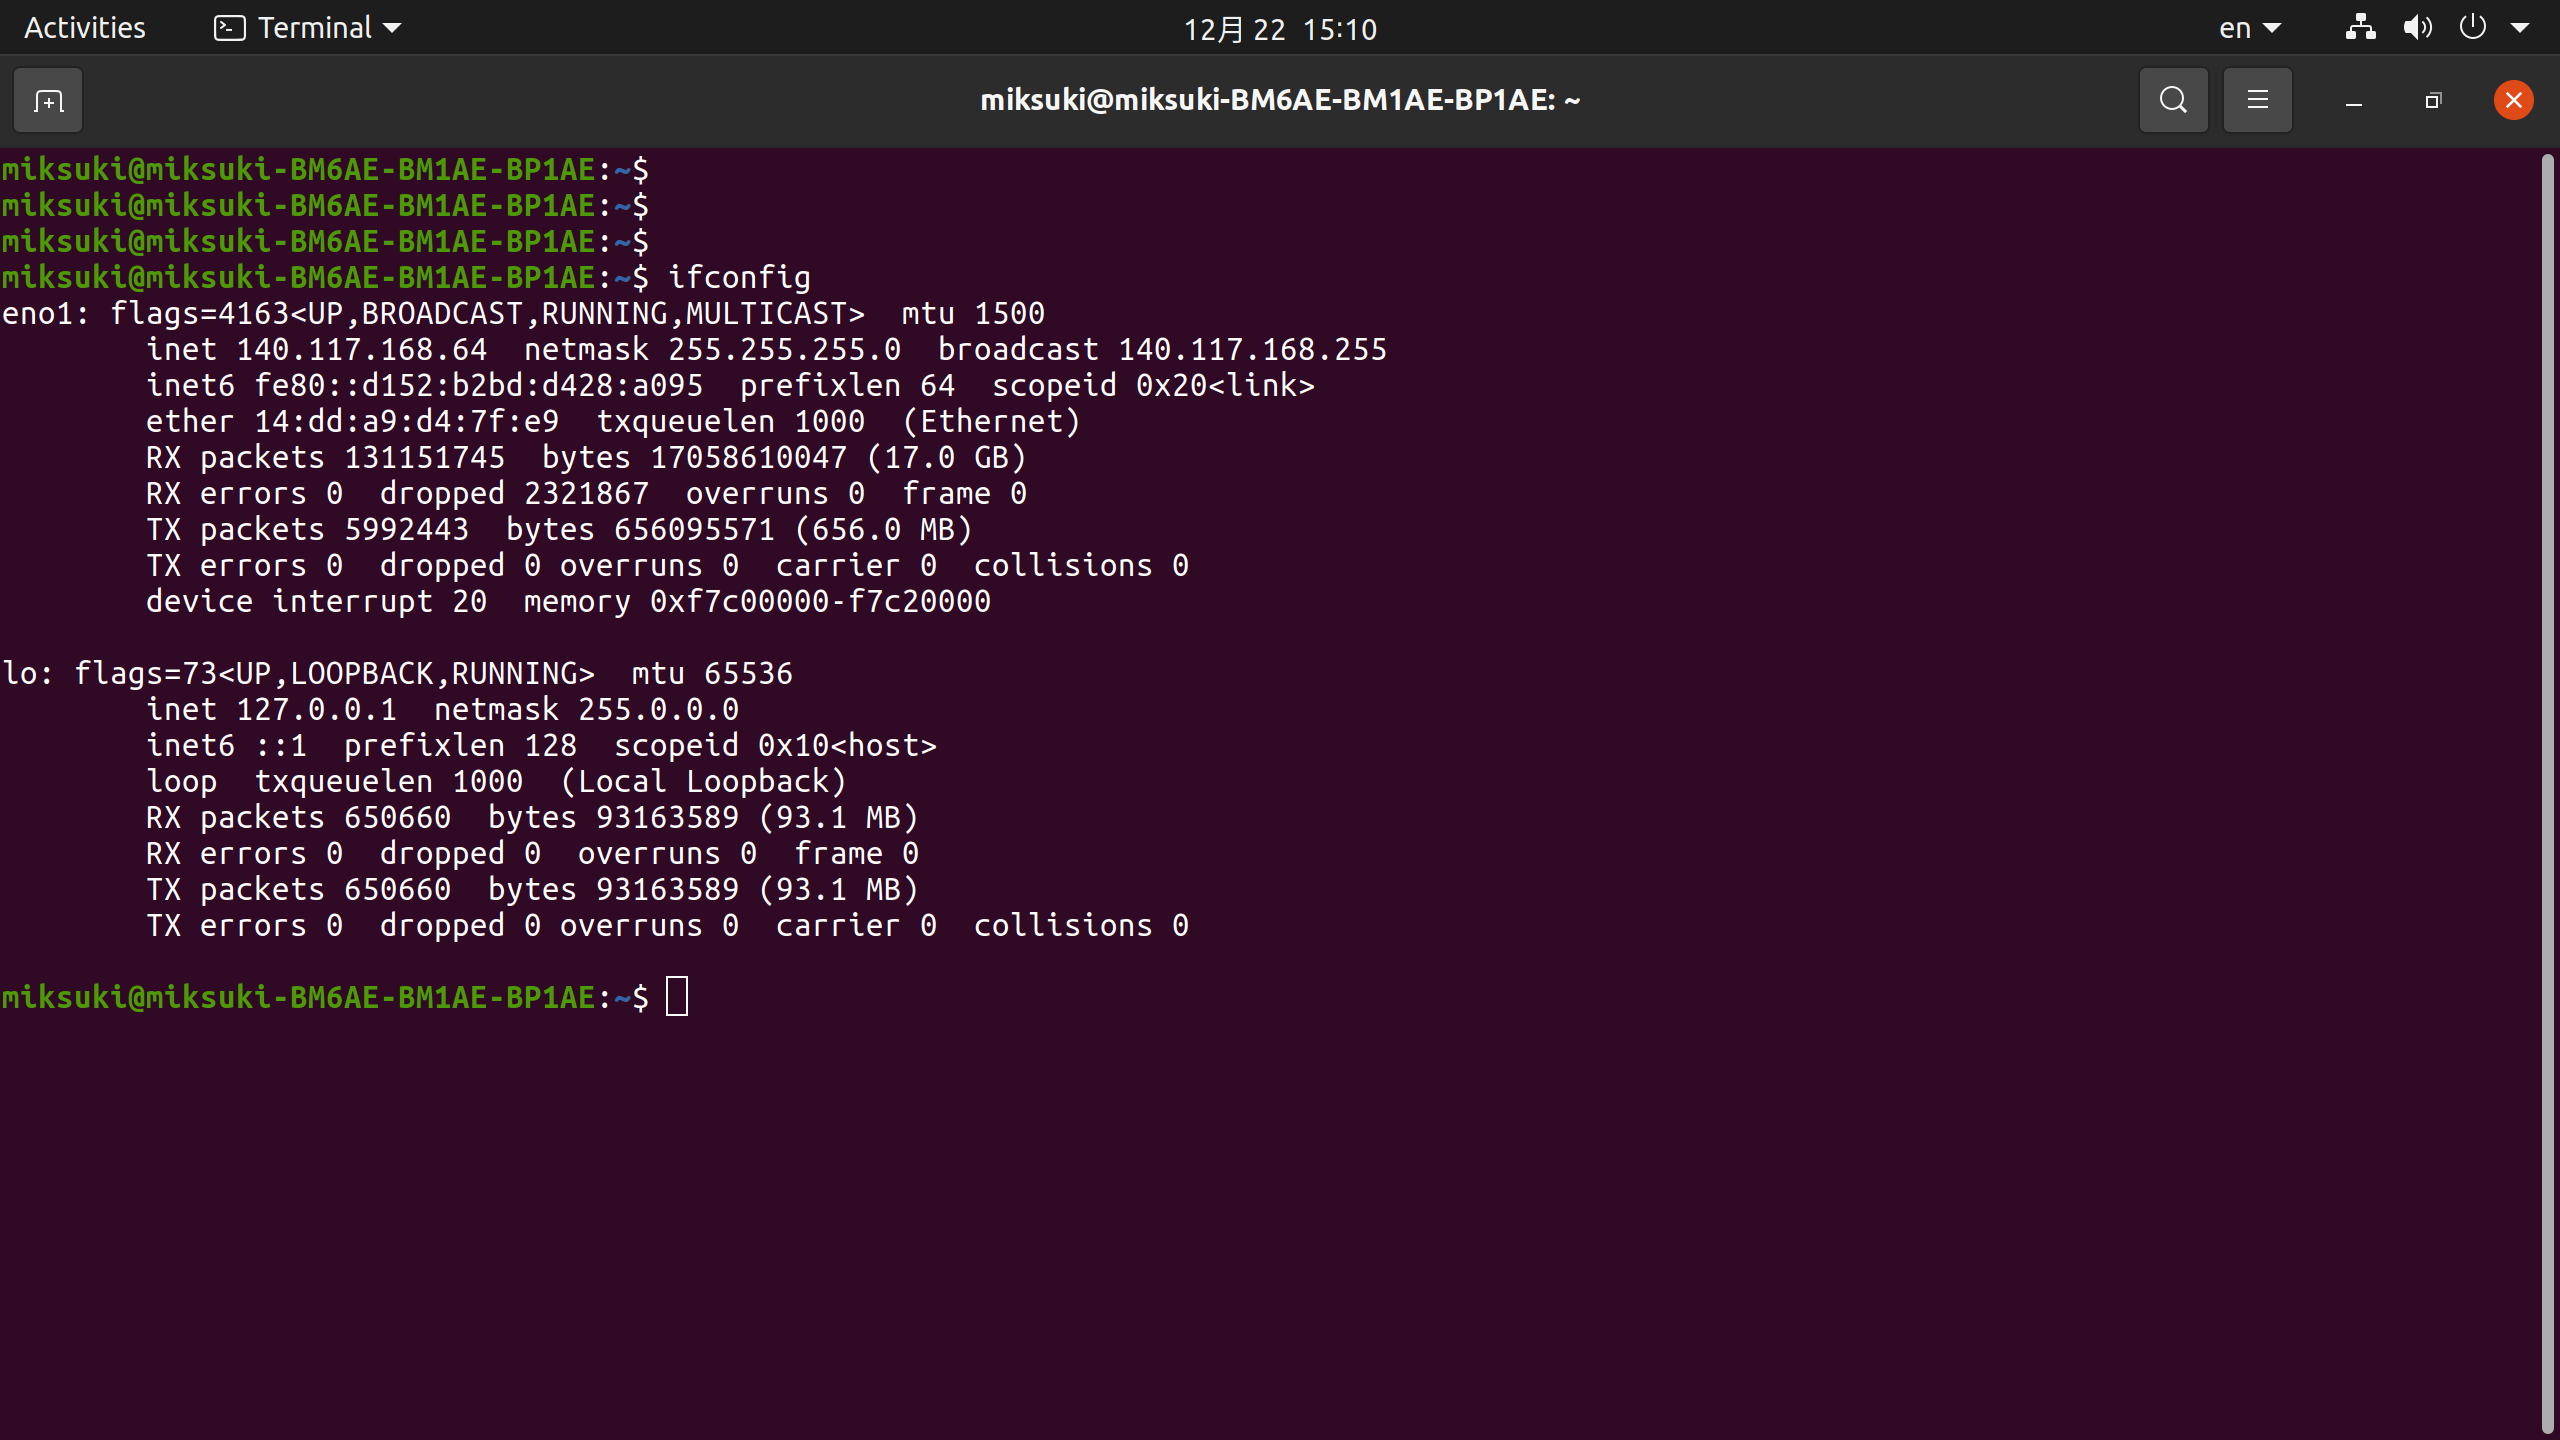 Activities Terminal 12月 22 15:10 en
miksuki@miksuki-BM6AE-BM1AE-BP1AE: ~
miksuki@miksuki-BM6AE-BM1AE-BP1AE:~$
miksuki@miksuki-BM6AE-BM1AE-BP1AE:~$
miksuki@miksuki-BM6AE-BM1AE-BP1AE:~$
miksuki@miksuki-BM6AE-BM1AE-BP1AE:~$ ifconfig
eno1: flags=4163<UP,BROADCAST,RUNNING,MULTICAST>  mtu 1500
        inet 140.117.168.64  netmask 255.255.255.0  broadcast 140.117.168.255
        inet6 fe80::d152:b2bd:d428:a095  prefixlen 64  scopeid 0x20<link>
        ether 14:dd:a9:d4:7f:e9  txqueuelen 1000  (Ethernet)
        RX packets 131151745  bytes 17058610047 (17.0 GB)
        RX errors 0  dropped 2321867  overruns 0  frame 0
        TX packets 5992443  bytes 656095571 (656.0 MB)
        TX errors 0  dropped 0 overruns 0  carrier 0  collisions 0
        device interrupt 20  memory 0xf7c00000-f7c20000

lo: flags=73<UP,LOOPBACK,RUNNING>  mtu 65536
        inet 127.0.0.1  netmask 255.0.0.0
        inet6 ::1  prefixlen 128  scopeid 0x10<host>
        loop  txqueuelen 1000  (Local Loopback)
        RX packets 650660  bytes 93163589 (93.1 MB)
        RX errors 0  dropped 0  overruns 0  frame 0
        TX packets 650660  bytes 93163589 (93.1 MB)
        TX errors 0  dropped 0 overruns 0  carrier 0  collisions 0

miksuki@miksuki-BM6AE-BM1AE-BP1AE:~$